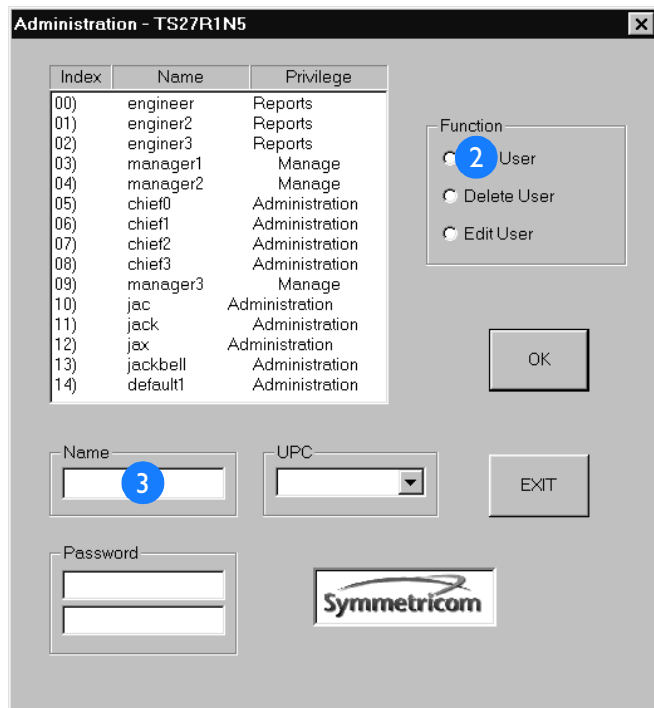 Administration - TS27R1N5
Index Name Privilege
00) engineer Reports
01) enginer2 Reports
02) enginer3 Reports
03) manager1 Manage
04) manager2 Manage
05) chief0 Administration
06) chief1 Administration
07) chief2 Administration
08) chief3 Administration
09) manager3 Manage
10) jac Administration
11) jack Administration
12) jax Administration
13) jackbell Administration
14) default1 Administration
Function
2 User
Delete User
Edit User
OK
Name
3
UPC
EXIT
Password
Symmetricom